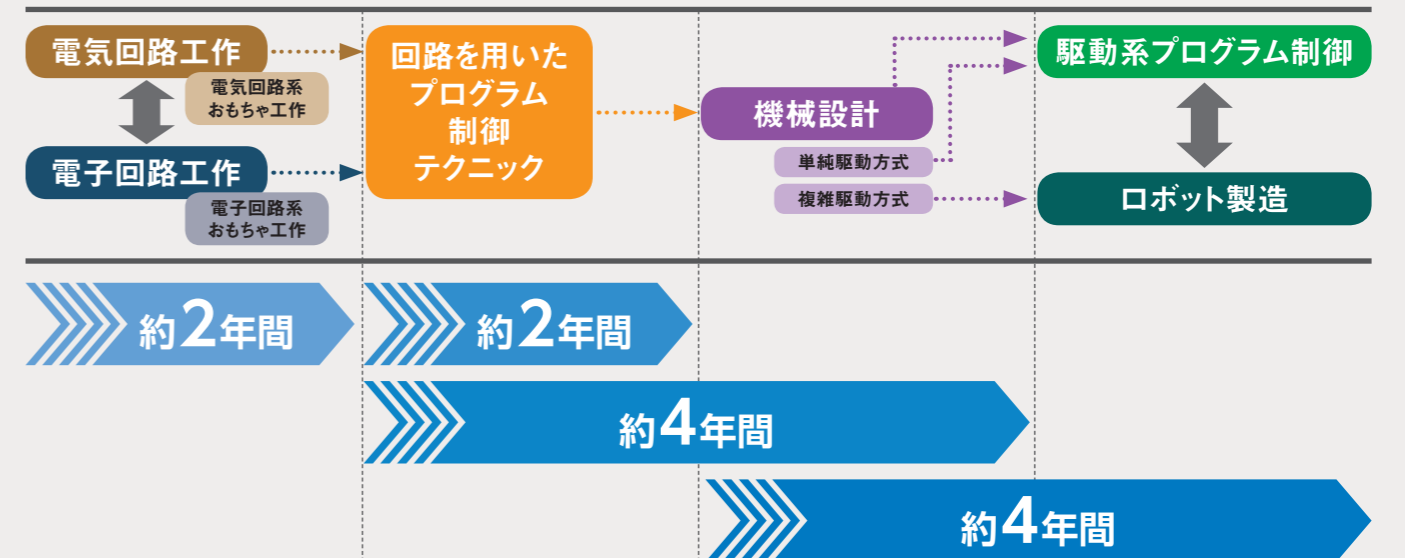 電気回路工作
電気回路系
おもちゃ工作
電子回路工作
電子回路系
おもちゃ工作
回路を用いた
プログラム
制御
テクニック
機械設計
単純駆動方式
複雑駆動方式
駆動系プログラム制御
ロボット製造
約2年間
約2年間
約4年間
約4年間